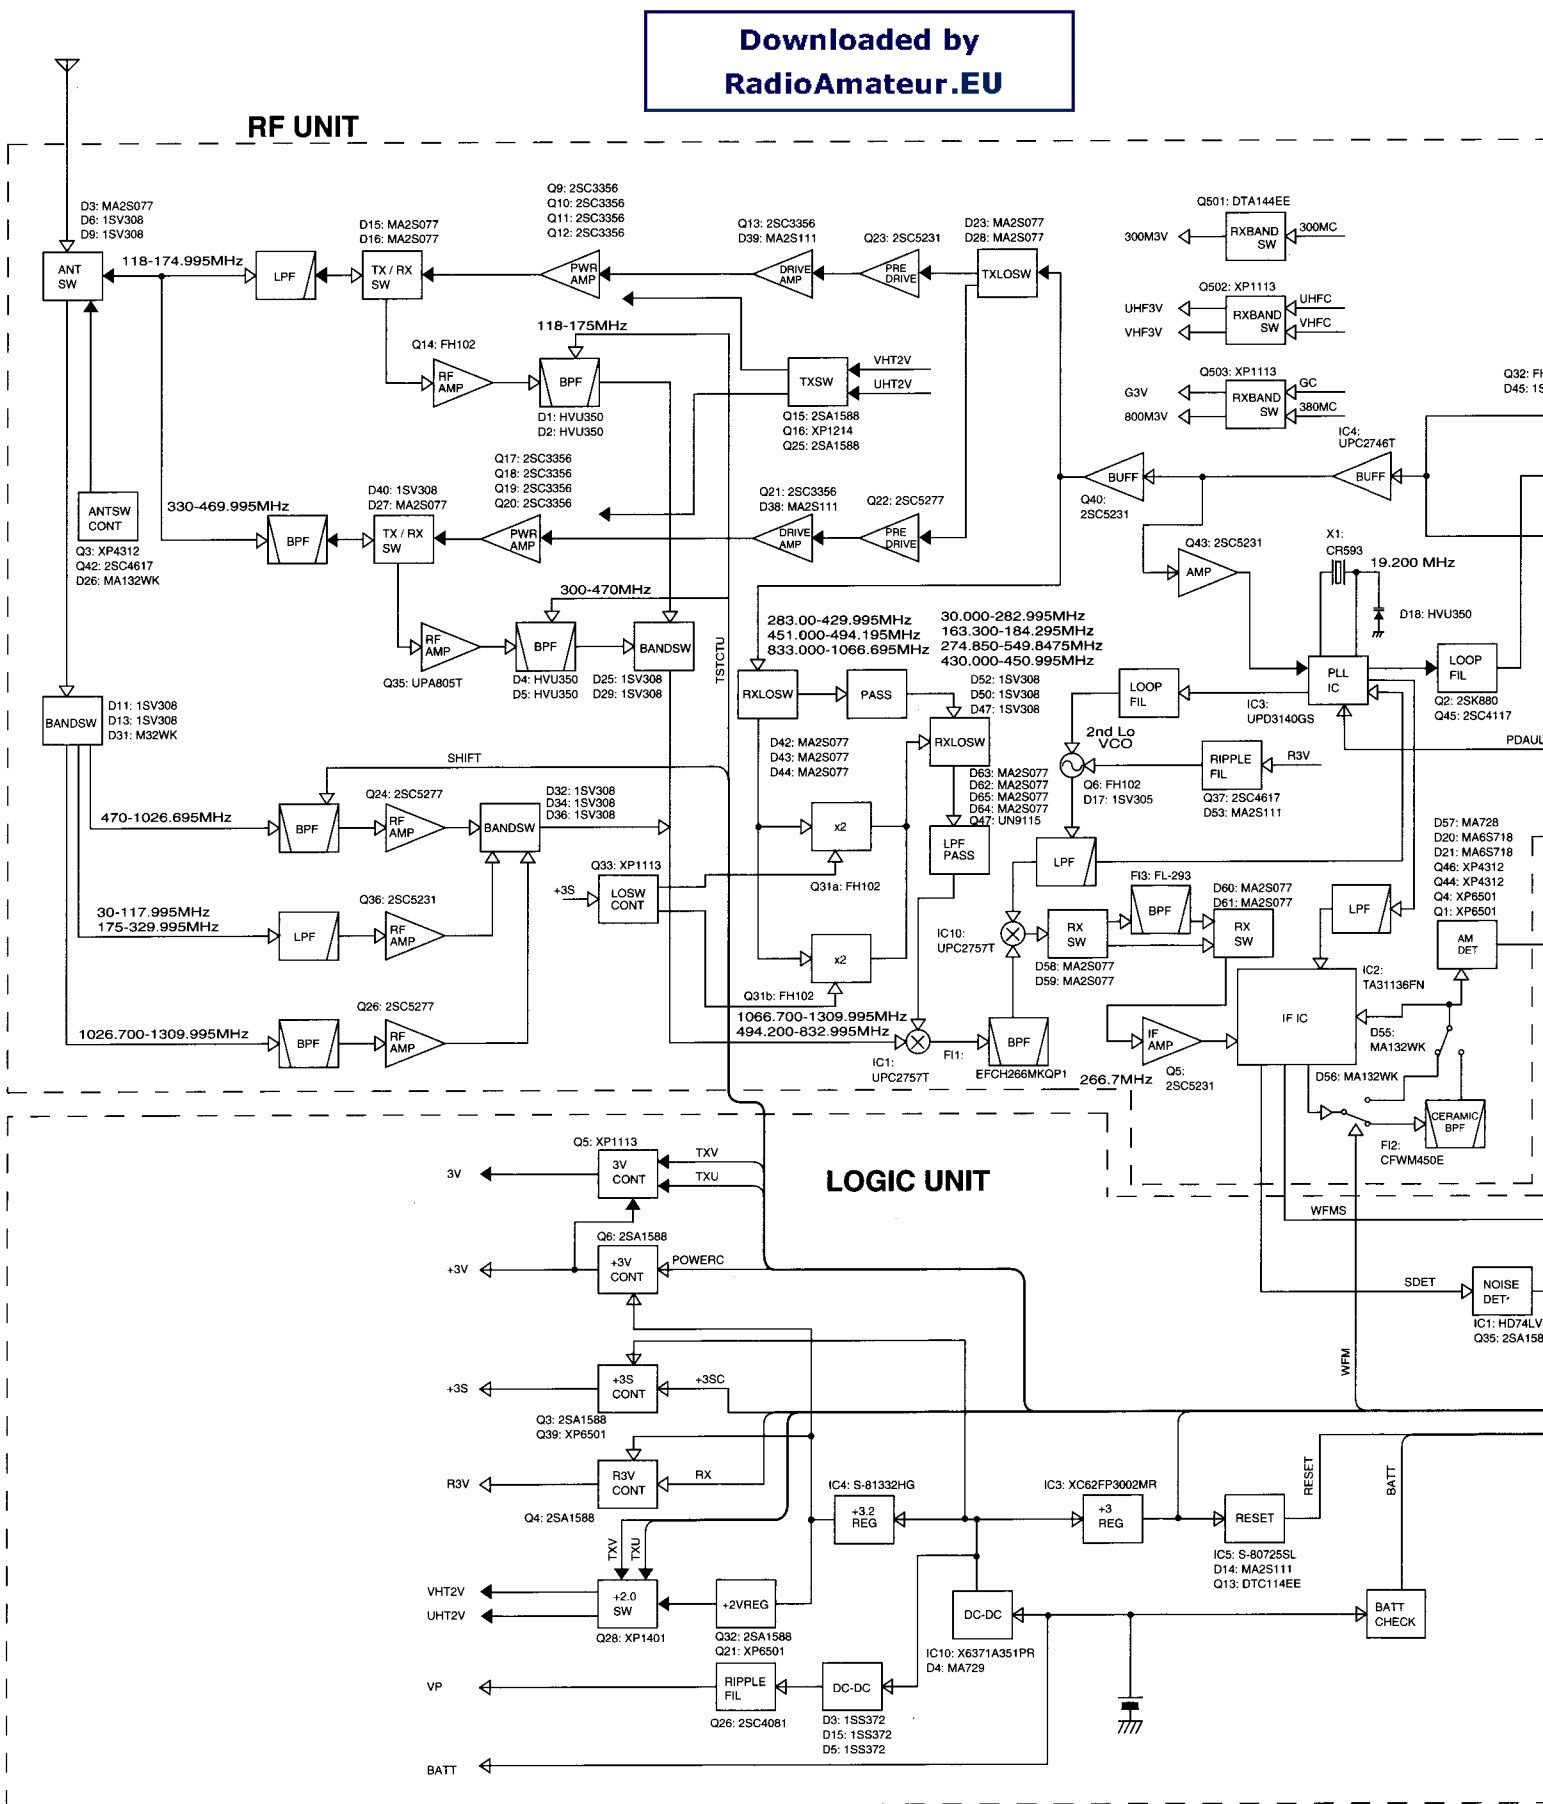 Downloaded by
RadioAmateur.EU
RF UNIT
D3: MA2S077
D6: 1SV308
D9: 1SV308
ANT
SW
118-174.995MHz
LPF
D15: MA2S077
D16: MA2S077
TX / RX
SW
Q9: 2SC3356
Q10: 2SC3356
Q11: 2SC3356
Q12: 2SC3356
PWR
AMP
Q13: 2SC3356
D39: MA2S111
DRIVE
AMP
Q23: 2SC5231
PRE
DRIVE
D23: MA2S077
D28: MA2S077
TXLOSW
Q501: DTA144EE
300M3V
RXBAND
SW
300MC
Q502: XP1113
UHF3V
VHF3V
RXBAND
SW
UHFC
VHFC
Q503: XP1113
G3V
800M3V
RXBAND
SW
GC
380MC
Q32: FH
D45: 1S
118-175MHz
Q14: FH102
RF
AMP
BPF
D1: HVU350
D2: HVU350
TXSW
VHT2V
UHT2V
Q15: 2SA1588
Q16: XP1214
Q25: 2SA1588
IC4:
UPC2746T
BUFF
BUFF
Q40:
2SC5231
ANTSW
CONT
Q3: XP4312
Q42: 2SC4617
D26: MA132WK
330-469.995MHz
BPF
D40: 1SV308
D27: MA2S077
TX / RX
SW
Q17: 2SC3356
Q18: 2SC3356
Q19: 2SC3356
Q20: 2SC3356
PWR
AMP
Q21: 2SC3356
D38: MA2S111
DRIVE
AMP
Q22: 2SC5277
PRE
DRIVE
Q43: 2SC5231
AMP
X1:
CR593
19.200 MHz
D18: HVU350
300-470MHz
RF
AMP
Q35: UPA805T
BPF
D4: HVU350
D5: HVU350
BANDSW
D25: 1SV308
D29: 1SV308
TSTCTU
283.00-429.995MHz
451.000-494.195MHz
833.000-1066.695MHz
30.000-282.995MHz
163.300-184.295MHz
274.850-549.8475MHz
430.000-450.995MHz
RXLOSW
PASS
D52: 1SV308
D50: 1SV308
D47: 1SV308
RXLOSW
D42: MA2S077
D43: MA2S077
D44: MA2S077
D63: MA2S077
D62: MA2S077
D65: MA2S077
D64: MA2S077
Q47: UN9115
LOOP
FIL
PLL
IC
IC3:
UPD3140GS
LOOP
FIL
Q2: 2SK880
Q45: 2SC4117
PDAUL
2nd Lo
VCO
Q6: FH102
D17: 1SV305
RIPPLE
FIL
R3V
Q37: 2SC4617
D53: MA2S111
BANDSW
D11: 1SV308
D13: 1SV308
D31: M32WK
SHIFT
470-1026.695MHz
BPF
Q24: 2SC5277
RF
AMP
BANDSW
D32: 1SV308
D34: 1SV308
D36: 1SV308
x2
Q31a: FH102
LPF
PASS
LPF
FI3: FL-293
BPF
D60: MA2S077
D61: MA2S077
RX
SW
RX
SW
D58: MA2S077
D59: MA2S077
LPF
D57: MA728
D20: MA6S718
D21: MA6S718
Q46: XP4312
Q44: XP4312
Q4: XP6501
Q1: XP6501
AM
DET
Q33: XP1113
+3S
LOSW
CONT
30-117.995MHz
175-329.995MHz
LPF
Q36: 2SC5231
RF
AMP
IC10:
UPC2757T
x2
Q31b: FH102
1026.700-1309.995MHz
BPF
Q26: 2SC5277
RF
AMP
1066.700-1309.995MHz
494.200-832.995MHz
IC1:
UPC2757T
FI1:
BPF
EFCH266MKQP1
266.7MHz
IF
AMP
Q5:
2SC5231
IF IC
IC2:
TA31136FN
D55:
MA132WK
D56: MA132WK
CERAMIC
BPF
FI2:
CFWM450E
LOGIC UNIT
Q5: XP1113
3V
3V
CONT
TXV
TXU
Q6: 2SA1588
+3V
+3V
CONT
POWERC
WFMS
SDET
NOISE
DET
IC1: HD74LV
Q35: 2SA158
WFM
+3S
+3S
CONT
+3SC
Q3: 2SA1588
Q39: XP6501
R3V
R3V
CONT
RX
Q4: 2SA1588
TXV
TXU
IC4: S-81332HG
+3.2
REG
IC3: XC62FP3002MR
+3
REG
RESET
IC5: S-80725SL
D14: MA2S111
Q13: DTC114EE
RESET
BATT
VHT2V
UHT2V
+2.0
SW
Q28: XP1401
+2VREG
Q32: 2SA1588
Q21: XP6501
DC-DC
IC10: X6371A351PR
D4: MA729
BATT
CHECK
VP
RIPPLE
FIL
Q26: 2SC4081
DC-DC
D3: 1SS372
D15: 1SS372
D5: 1SS372
BATT